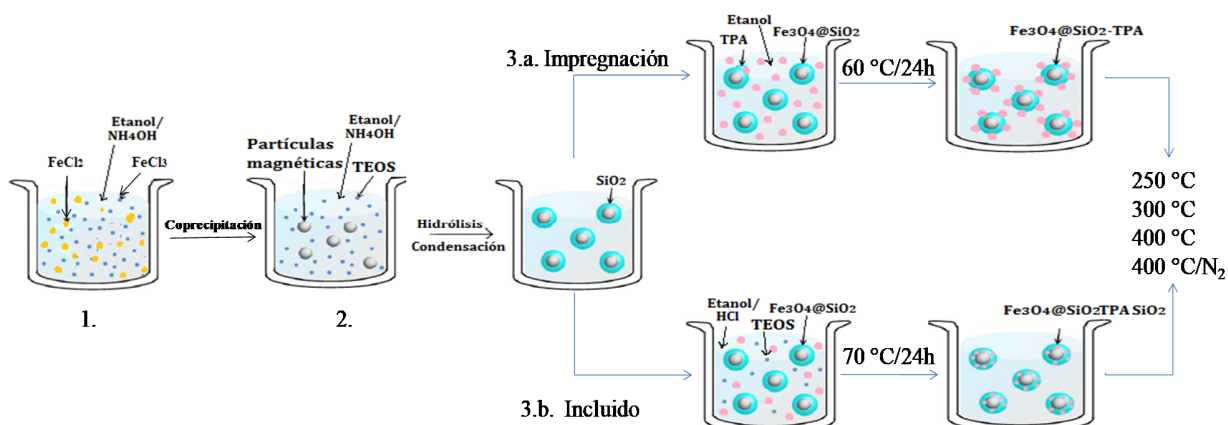 Etanol/
NH4OH
FeCl2
FeCl3
1.
Coprecipitación
Partículas
magnéticas
Etanol/
NH4OH
TEOS
2.
Hidrólisis
Condensación
SiO2
3.a. Impregnación
TPA
Etanol
Fe3O4@SiO2
60 °C/24h
Fe3O4@SiO2-TPA
3.b. Incluido
Etanol/
HCl
TEOS
Fe3O4@SiO2
70 °C/24h
Fe3O4@SiO2TPA SiO2
250 °C
300 °C
400 °C
400 °C/N2